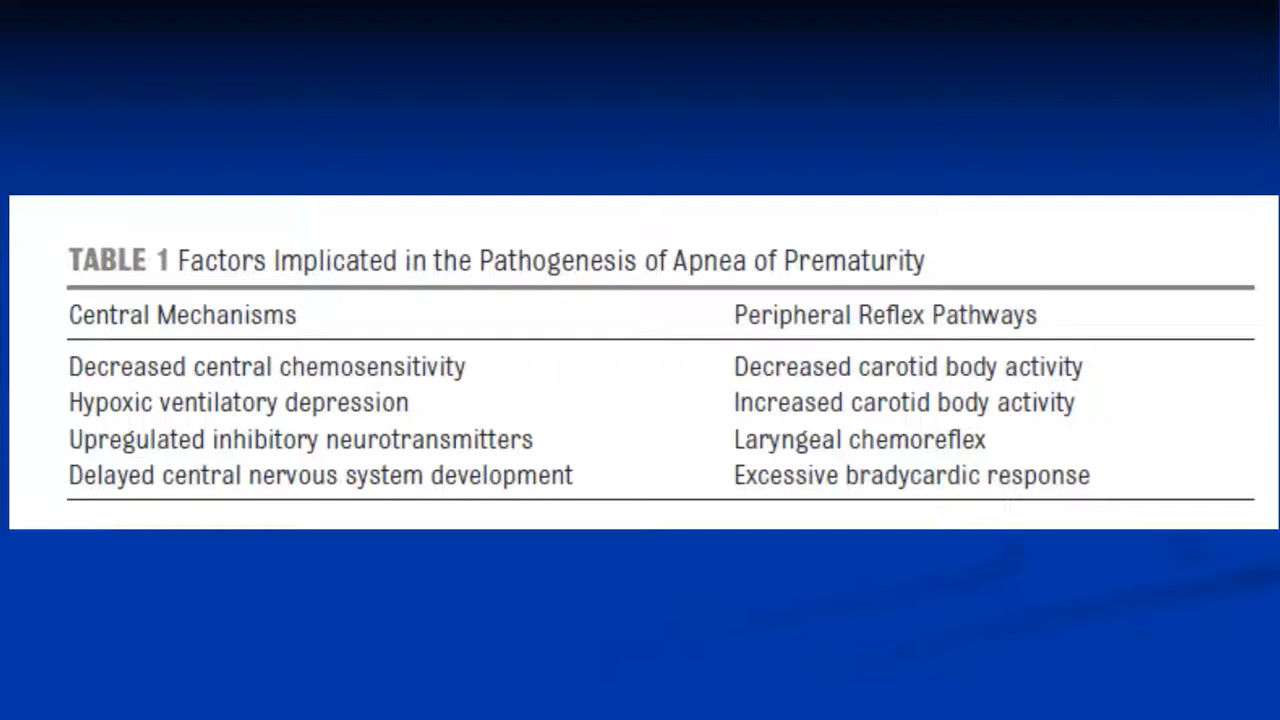 TABLE 1 Factors Implicated in the Pathogenesis of Apnea of Prematurity
Central Mechanisms Peripheral Reflex Pathways
Decreased central chemosensitivity Decreased carotid body activity
Hypoxic ventilatory depression Increased carotid body activity
Upregulated inhibitory neurotransmitters Laryngeal chemoreflex
Delayed central nervous system development Excessive bradycardic response